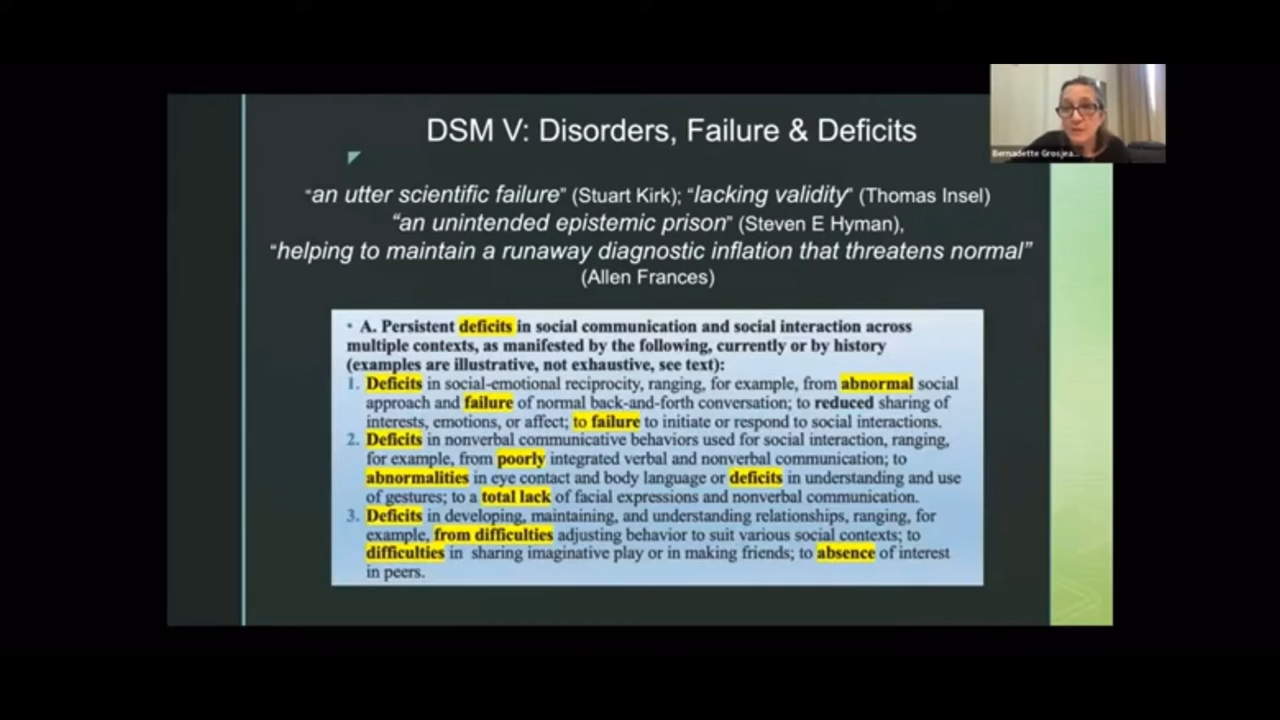 DSM V: Disorders, Failure & Deficits
Bernadette Grosjea...
"an utter scientific failure" (Stuart Kirk); "lacking validity" (Thomas Insel)
"an unintended epistemic prison" (Steven E Hyman),
"helping to maintain a runaway diagnostic inflation that threatens normal"
(Allen Frances)
• A. Persistent deficits in social communication and social interaction across
multiple contexts, as manifested by the following, currently or by history
(examples are illustrative, not exhaustive, see text):
1. Deficits in social-emotional reciprocity, ranging, for example, from abnormal social
approach and failure of normal back-and-forth conversation; to reduced sharing of
interests, emotions, or affect; to failure to initiate or respond to social interactions.
2. Deficits in nonverbal communicative behaviors used for social interaction, ranging,
for example, from poorly integrated verbal and nonverbal communication; to
abnormalities in eye contact and body language or deficits in understanding and use
of gestures; to a total lack of facial expressions and nonverbal communication.
3. Deficits in developing, maintaining, and understanding relationships, ranging, for
example, from difficulties adjusting behavior to suit various social contexts; to
difficulties in sharing imaginative play or in making friends; to absence of interest
in peers.